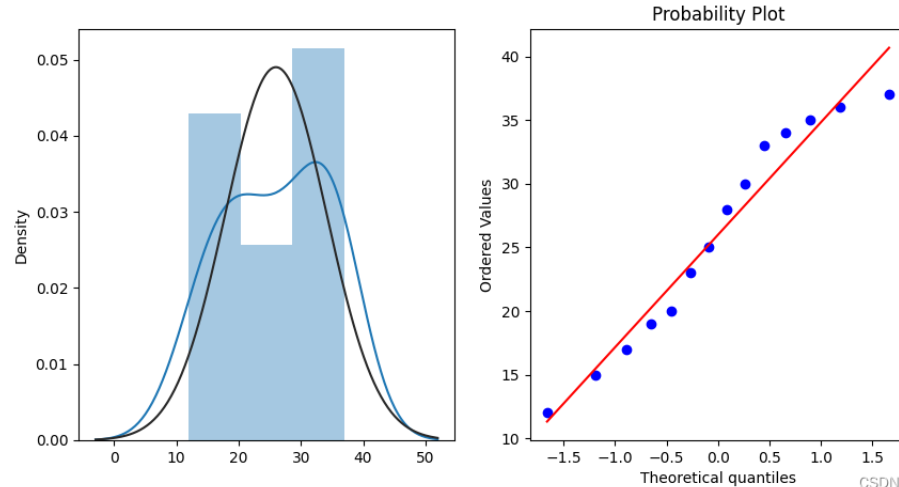 Probability Plot
0.05
0.04
0.03
0.02
0.01
0.00
Density
0 10 20 30 40 50
40
35
30
25
20
15
10
Ordered Values
−1.5 −1.0 −0.5 0.0 0.5 1.0 1.5
Theoretical quantiles
CSDN